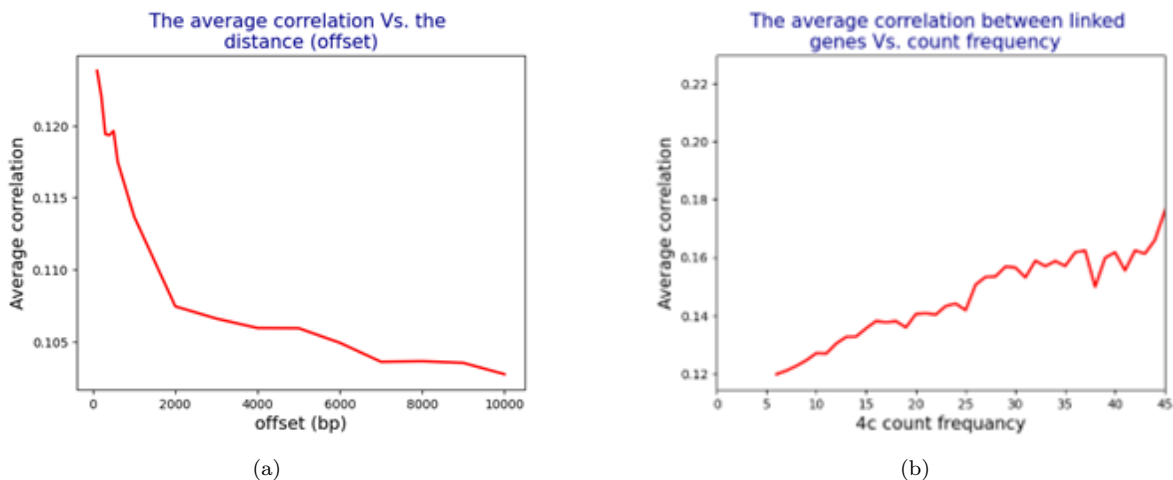 The average correlation Vs. the
distance (offset)
Average correlation
0.120
0.115
0.110
0.105
0 2000 4000 6000 8000 10000
offset (bp)
(a)
The average correlation between linked
genes Vs. count frequency
Average correlation
0.22
0.20
0.18
0.16
0.14
0.12
0 5 10 15 20 25 30 35 40 45
4c count frequancy
(b)